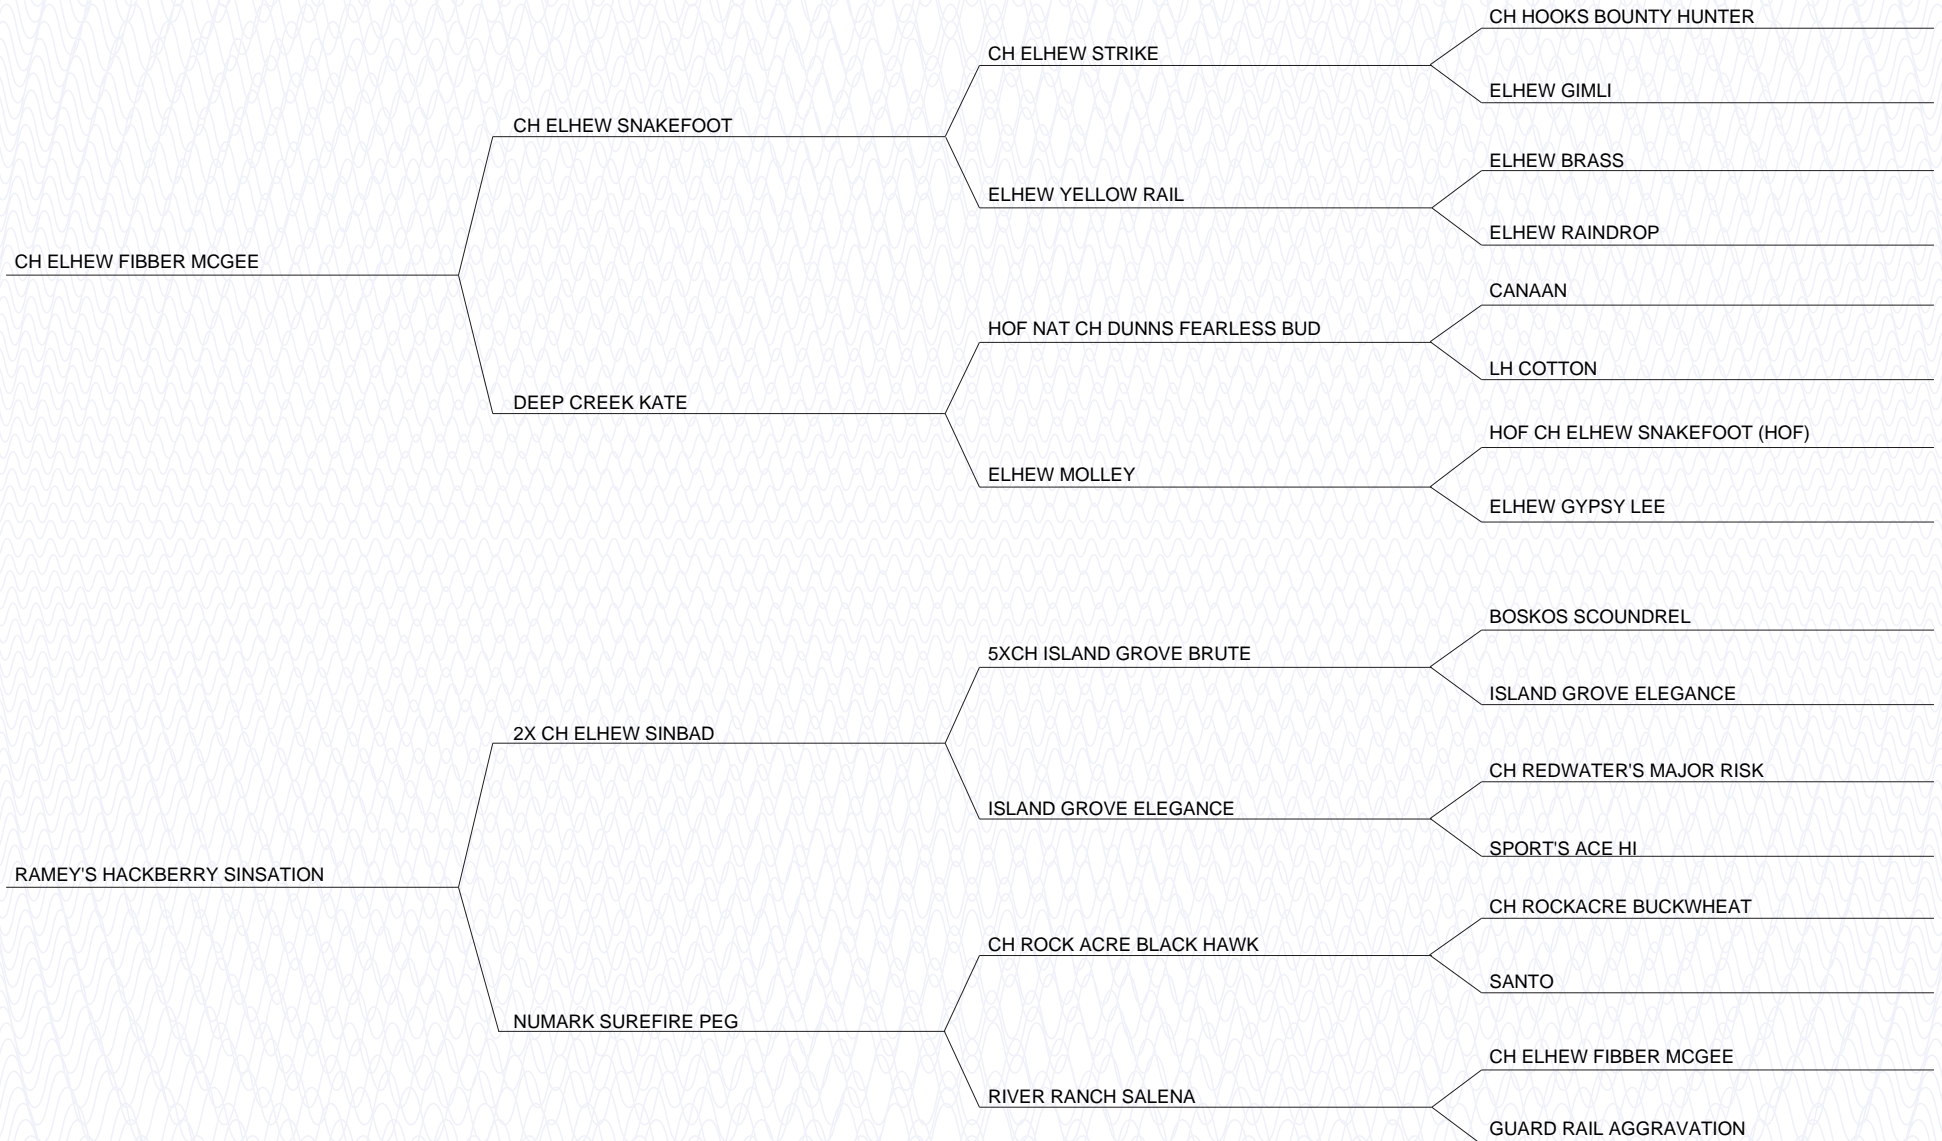 CH HOOKS BOUNTY HUNTER
CH ELHEW STRIKE
ELHEW GIMLI
CH ELHEW SNAKEFOOT
ELHEW BRASS
ELHEW YELLOW RAIL
ELHEW RAINDROP
CH ELHEW FIBBER MCGEE
CANAAN
HOF NAT CH DUNNS FEARLESS BUD
LH COTTON
DEEP CREEK KATE
HOF CH ELHEW SNAKEFOOT (HOF)
ELHEW MOLLEY
ELHEW GYPSY LEE
BOSKOS SCOUNDREL
5XCH ISLAND GROVE BRUTE
ISLAND GROVE ELEGANCE
2X CH ELHEW SINBAD
CH REDWATER'S MAJOR RISK
ISLAND GROVE ELEGANCE
SPORT'S ACE HI
RAMEY'S HACKBERRY SINSATION
CH ROCKACRE BUCKWHEAT
CH ROCK ACRE BLACK HAWK
SANTO
NUMARK SUREFIRE PEG
CH ELHEW FIBBER MCGEE
RIVER RANCH SALENA
GUARD RAIL AGGRAVATION